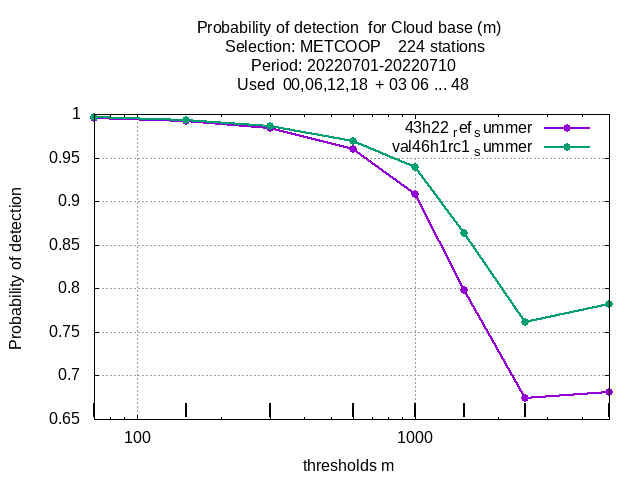 Probability of detection  for Cloud base (m)
Selection: METCOOP    224 stations
Period: 20220701-20220710
Used  00,06,12,18  + 03 06 ... 48
43h22refsummer
val46h1rc1summer
1
0.95
0.9
0.85
0.8
0.75
0.7
0.65
Probability of detection
100
1000
thresholds m